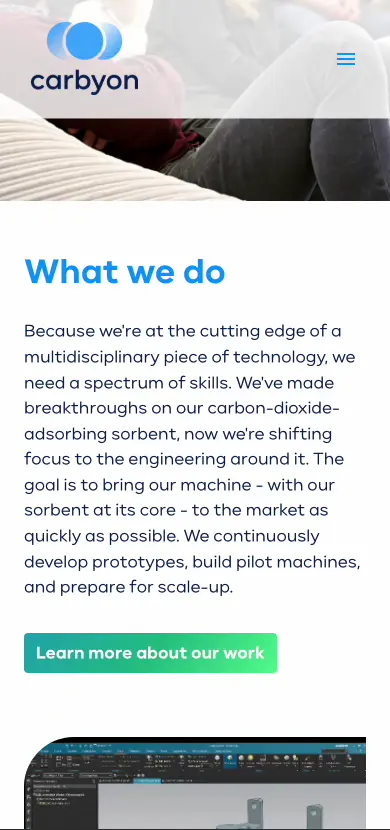 carbyon
What we do
Because we're at the cutting edge of a
multidisciplinary piece of technology, we
need a spectrum of skills. We've made
breakthroughs on our carbon-dioxide-
adsorbing sorbent, now we're shifting
focus to the engineering around it. The
goal is to bring our machine - with our
sorbent at its core - to the market as
quickly as possible. We continuously
develop prototypes, build pilot machines,
and prepare for scale-up.
Learn more about our work